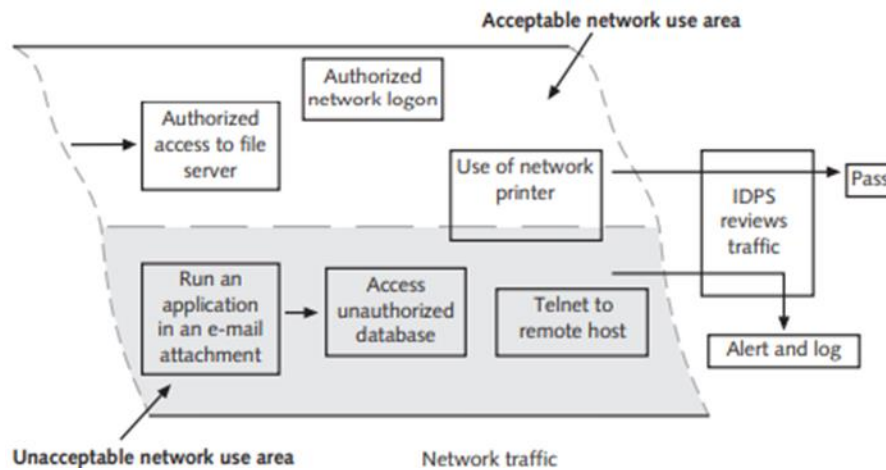 Acceptable network use area
Authorized
network logon
Authorized
access to file
server
Use of network
printer
IDPS
reviews
traffic
Pass
Run an
application
in an e-mail
attachment
Access
unauthorized
database
Telnet to
remote host
Alert and log
Unacceptable network use area
Network traffic